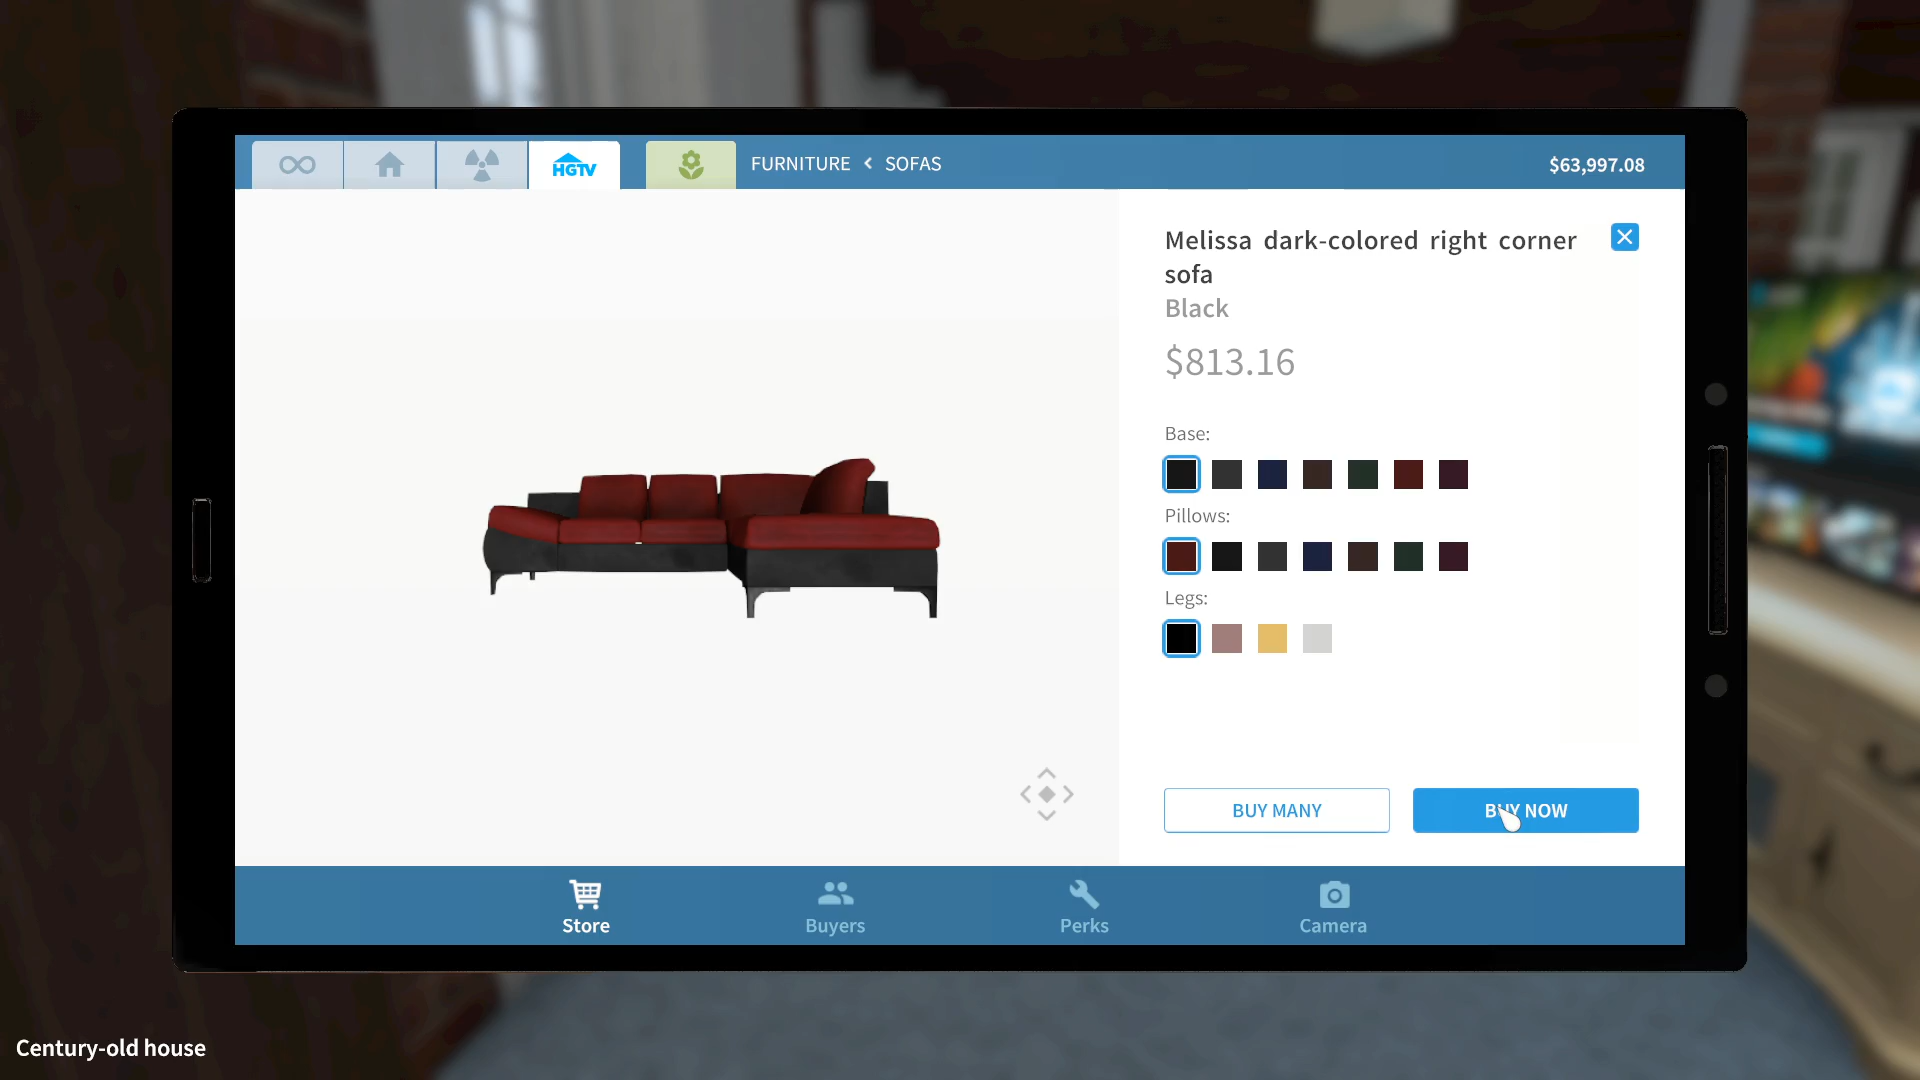 HGTV
FURNITURE < SOFAS
$63,997.08
Melissa dark-colored right corner
sofa
Black
$813.16
Base:
Pillows:
Legs:
BUY MANY
BUY NOW
Store
Buyers
Perks
Camera
Century-old house